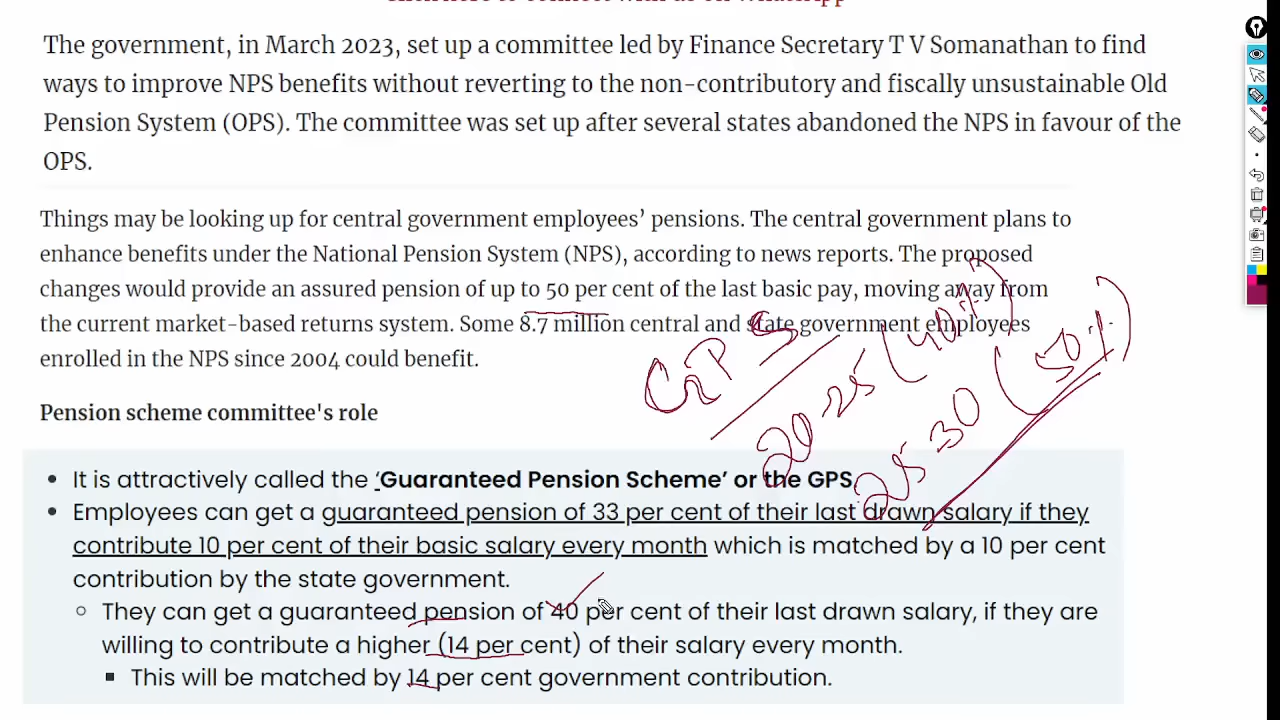 The government, in March 2023, set up a committee led by Finance Secretary T V Somanathan to find
ways to improve NPS benefits without reverting to the non-contributory and fiscally unsustainable Old
Pension System (OPS). The committee was set up after several states abandoned the NPS in favour of the
OPS.
Things may be looking up for central government employees’ pensions. The central government plans to
enhance benefits under the National Pension System (NPS), according to news reports. The proposed
changes would provide an assured pension of up to 50 per cent of the last basic pay, moving away from
the current market-based returns system. Some 8.7 million central and state government employees
enrolled in the NPS since 2004 could benefit.
GPS
20 25 (40%)
25 30 (50%)
Pension scheme committee's role
• It is attractively called the ‘Guaranteed Pension Scheme’ or the GPS.
• Employees can get a guaranteed pension of 33 per cent of their last drawn salary if they
contribute 10 per cent of their basic salary every month which is matched by a 10 per cent
contribution by the state government.
○ They can get a guaranteed pension of 40 per cent of their last drawn salary, if they are
willing to contribute a higher (14 per cent) of their salary every month.
▪ This will be matched by 14 per cent government contribution.